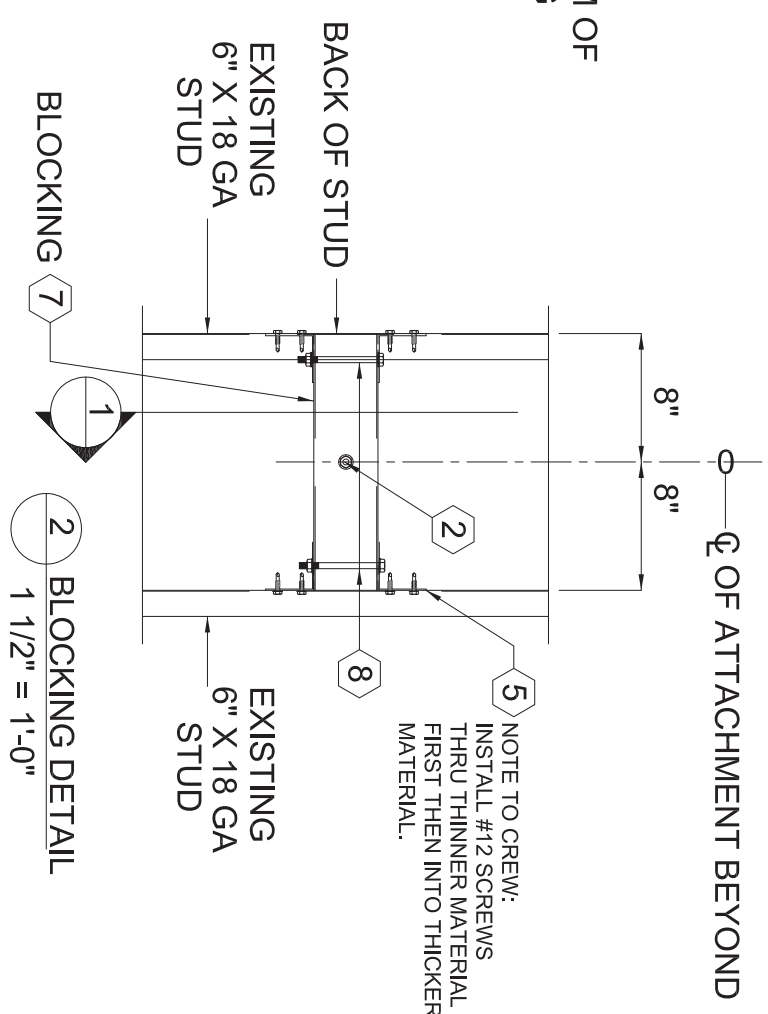 OF
8"
8"
℄ OF ATTACHMENT BEYOND
BACK OF STUD
EXISTING
6" X 18 GA
STUD
BLOCKING
7
2
8
5
NOTE TO CREW:
INSTALL #12 SCREWS
THRU THINNER MATERIAL
FIRST THEN INTO THICKER
MATERIAL.
EXISTING
6" X 18 GA
STUD
1
2
BLOCKING DETAIL
1 1/2" = 1'-0"